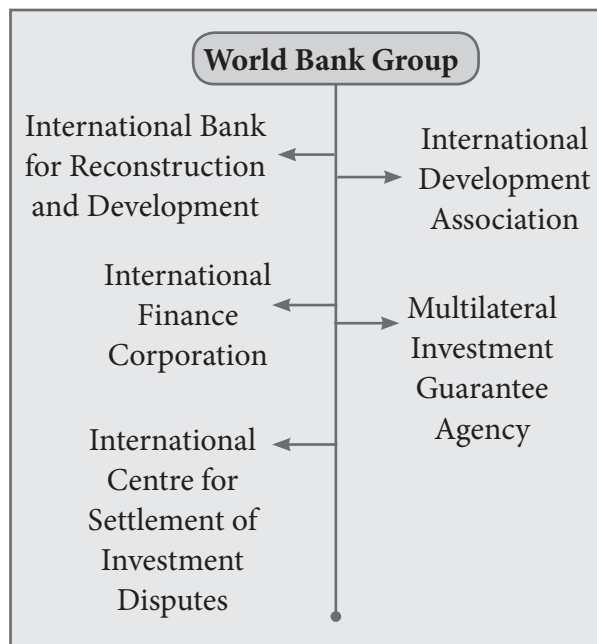 World Bank Group
International Bank
for Reconstruction
and Development
International
Development
Association
International
Finance
Corporation
Multilateral
Investment
Guarantee
Agency
International
Centre for
Settlement of
Investment
Disputes